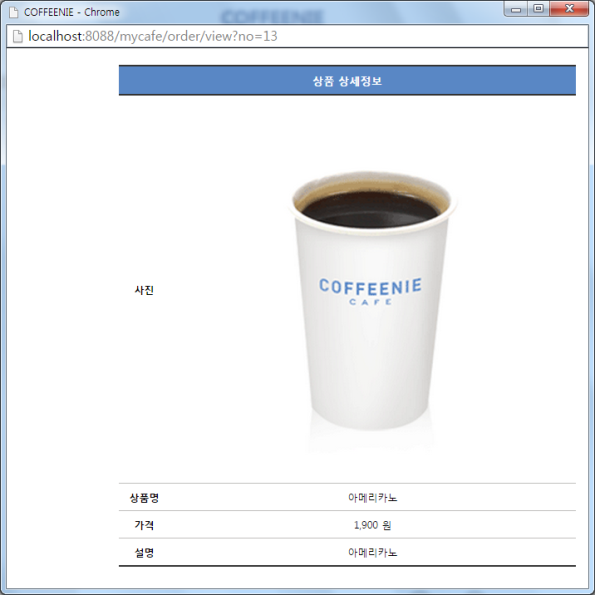 COFFEENIE
COFFEENIE - Chrome
localhost:8088/mycafe/order/view?no=13
상품 상세정보
사진
COFFEENIE
CAFE
상품명 아메리카노
가격 1,900 원
설명 아메리카노